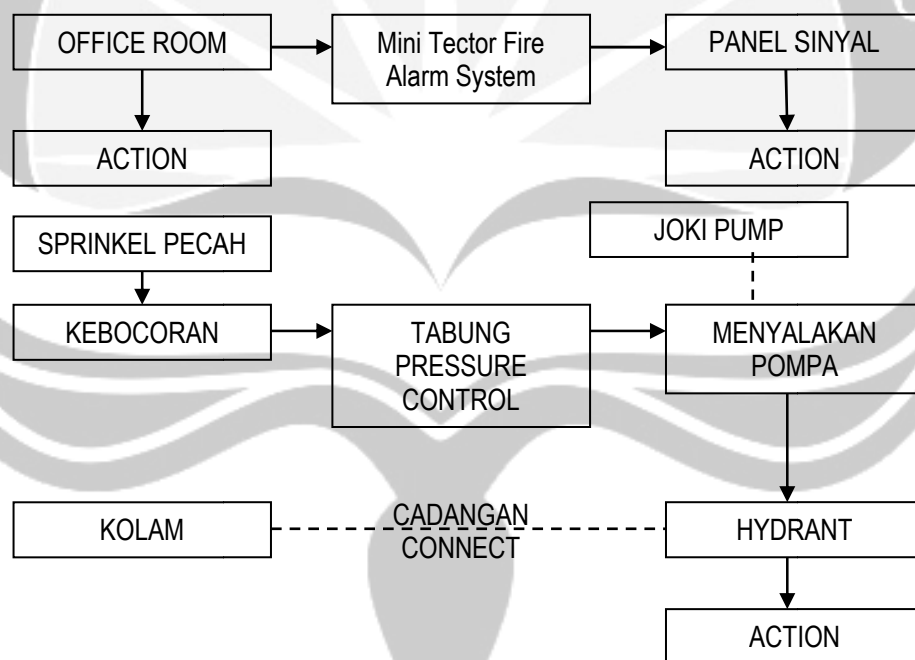 OFFICE ROOM
Mini Tector Fire
Alarm System
PANEL SINYAL
ACTION
ACTION
SPRINKEL PECAH
JOKI PUMP
KEBOCORAN
TABUNG
PRESSURE
CONTROL
MENYALAKAN
POMPA
KOLAM
CADANGAN
CONNECT
HYDRANT
ACTION